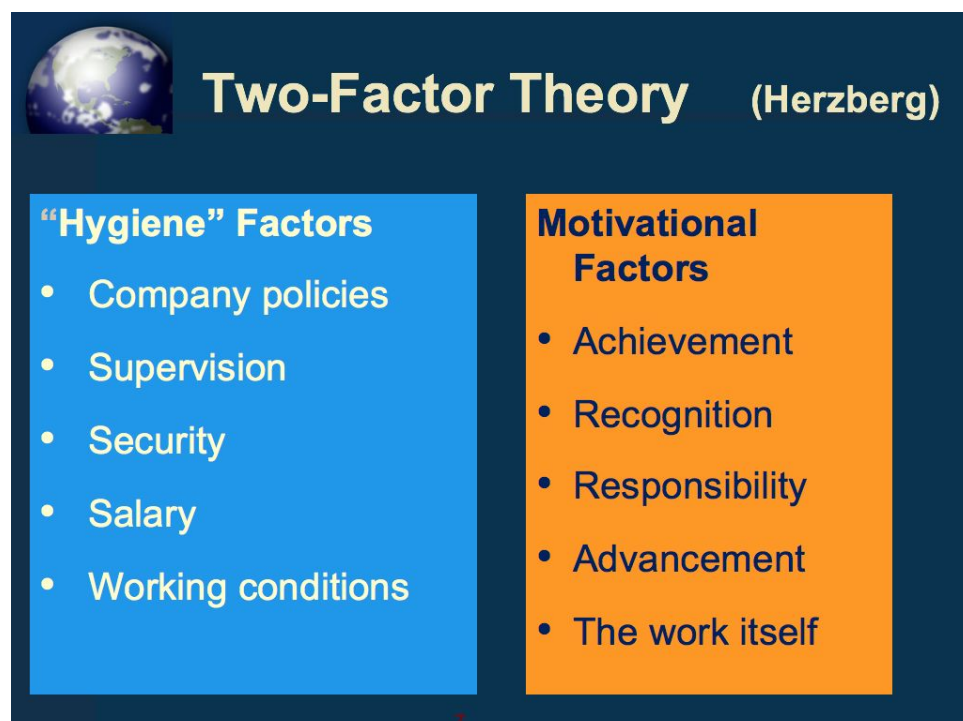 Two-Factor Theory (Herzberg)
“Hygiene” Factors
• Company policies
• Supervision
• Security
• Salary
• Working conditions
Motivational
Factors
• Achievement
• Recognition
• Responsibility
• Advancement
• The work itself